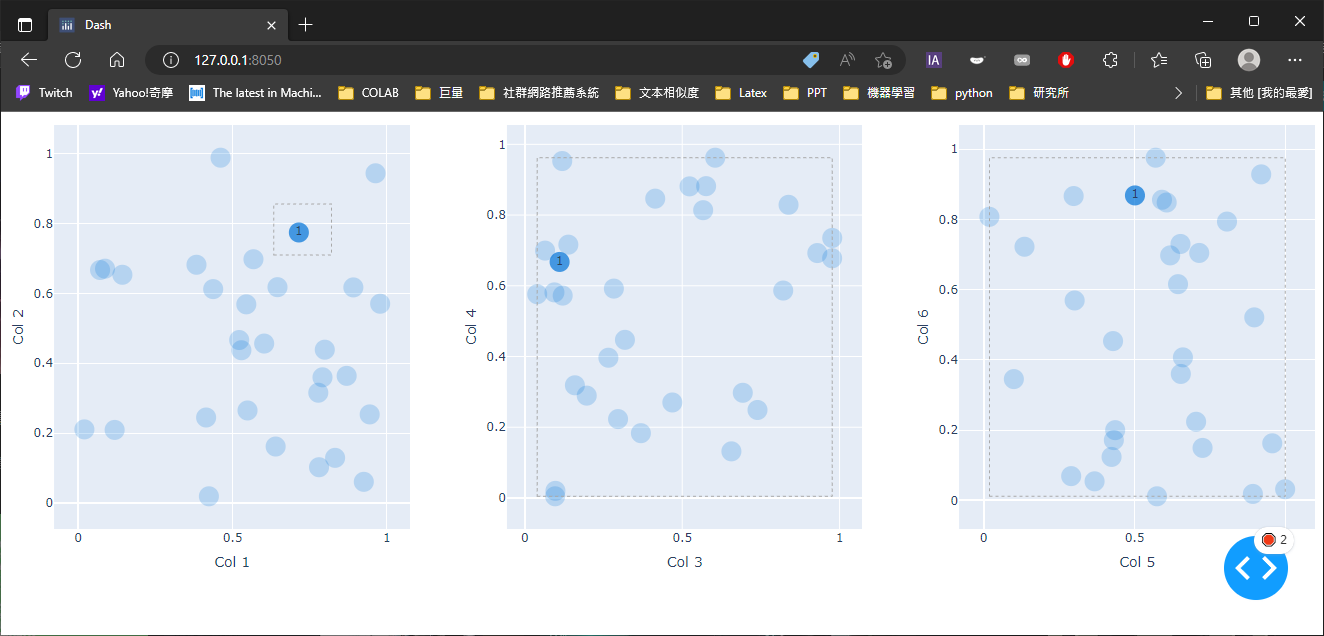 Dash
127.0.0.1:8050
Twitch Yahoo!奇摩 The latest in Machi... COLAB 巨量 社群網路推薦系統 文本相似度 Latex PPT 機器學習 python 研究所 其他 [我的最愛]
IA
1
0.8
0.6
0.4
0.2
0
Col 2
1
0 0.5 1
Col 1
1
0.8
0.6
0.4
0.2
0
Col 4
1
0 0.5 1
Col 3
1
0.8
0.6
0.4
0.2
0
Col 6
1
0 0.5
Col 5
2